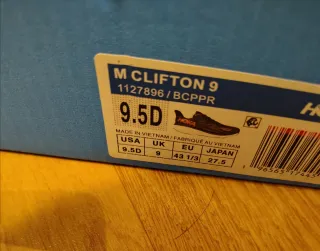 M CLIFTON 9
1127896/BCPPR
9.5D
MADE IN VIETNAM / FABRIQUÉ AU VIETNAM
USA UK EU JAPAN
9.5D 9 43 1/3 27.5